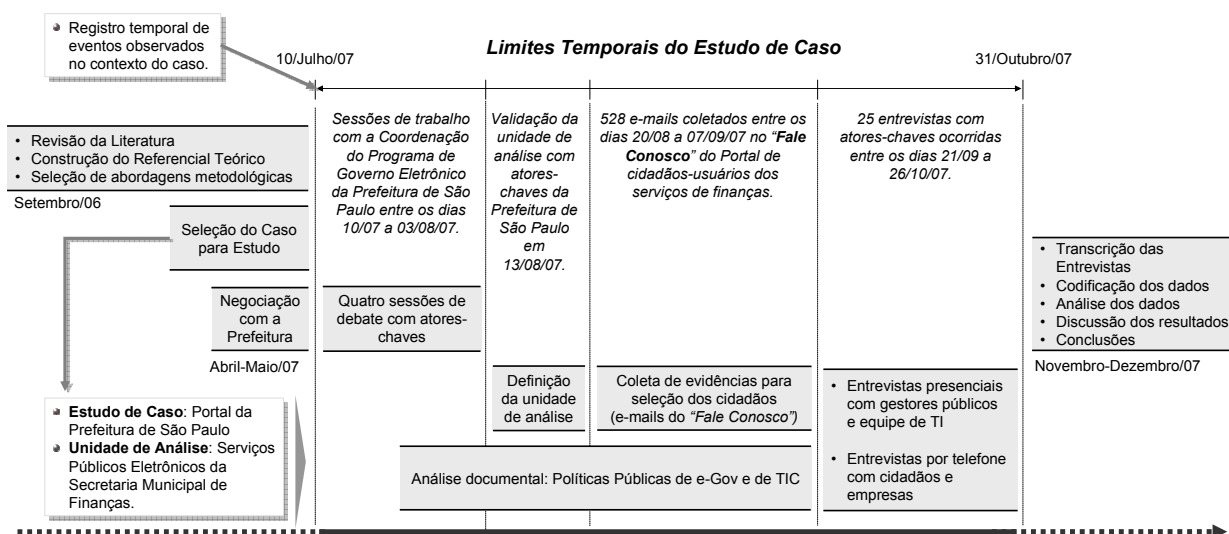 Registro temporal de
eventos observados
no contexto do caso.
Limites Temporais do Estudo de Caso
10/Julho/07
31/Outubro/07
• Revisão da Literatura
• Construção do Referencial Teórico
• Seleção de abordagens metodológicas
Setembro/06
Seleção do Caso
para Estudo
Negociação
com a
Prefeitura
Abril-Maio/07
Estudo de Caso: Portal da
Prefeitura de São Paulo
Unidade de Análise: Serviços
Públicos Eletrônicos da
Secretaria Municipal de
Finanças.
Sessões de trabalho
com a Coordenação
do Programa de
Governo Eletrônico
da Prefeitura de São
Paulo entre os dias
10/07 a 03/08/07.
Quatro sessões de
debate com atores-
chaves
Validação da
unidade de
análise com
atores-
chaves da
Prefeitura de
São Paulo
em
13/08/07.
Definição
da unidade
de análise
528 e-mails coletados entre os
dias 20/08 a 07/09/07 no “Fale
Conosco” do Portal de
cidadãos-usuários dos
serviços de finanças.
Coleta de evidências para
seleção dos cidadãos
(e-mails do “Fale Conosco”)
Análise documental: Políticas Públicas de e-Gov e de TIC
25 entrevistas com
atores-chaves ocorridas
entre os dias 21/09 a
26/10/07.
• Entrevistas presenciais
com gestores públicos
e equipe de TI
• Entrevistas por telefone
com cidadãos e
empresas
• Transcrição das
Entrevistas
• Codificação dos dados
• Análise dos dados
• Discussão dos resultados
• Conclusões
Novembro-Dezembro/07